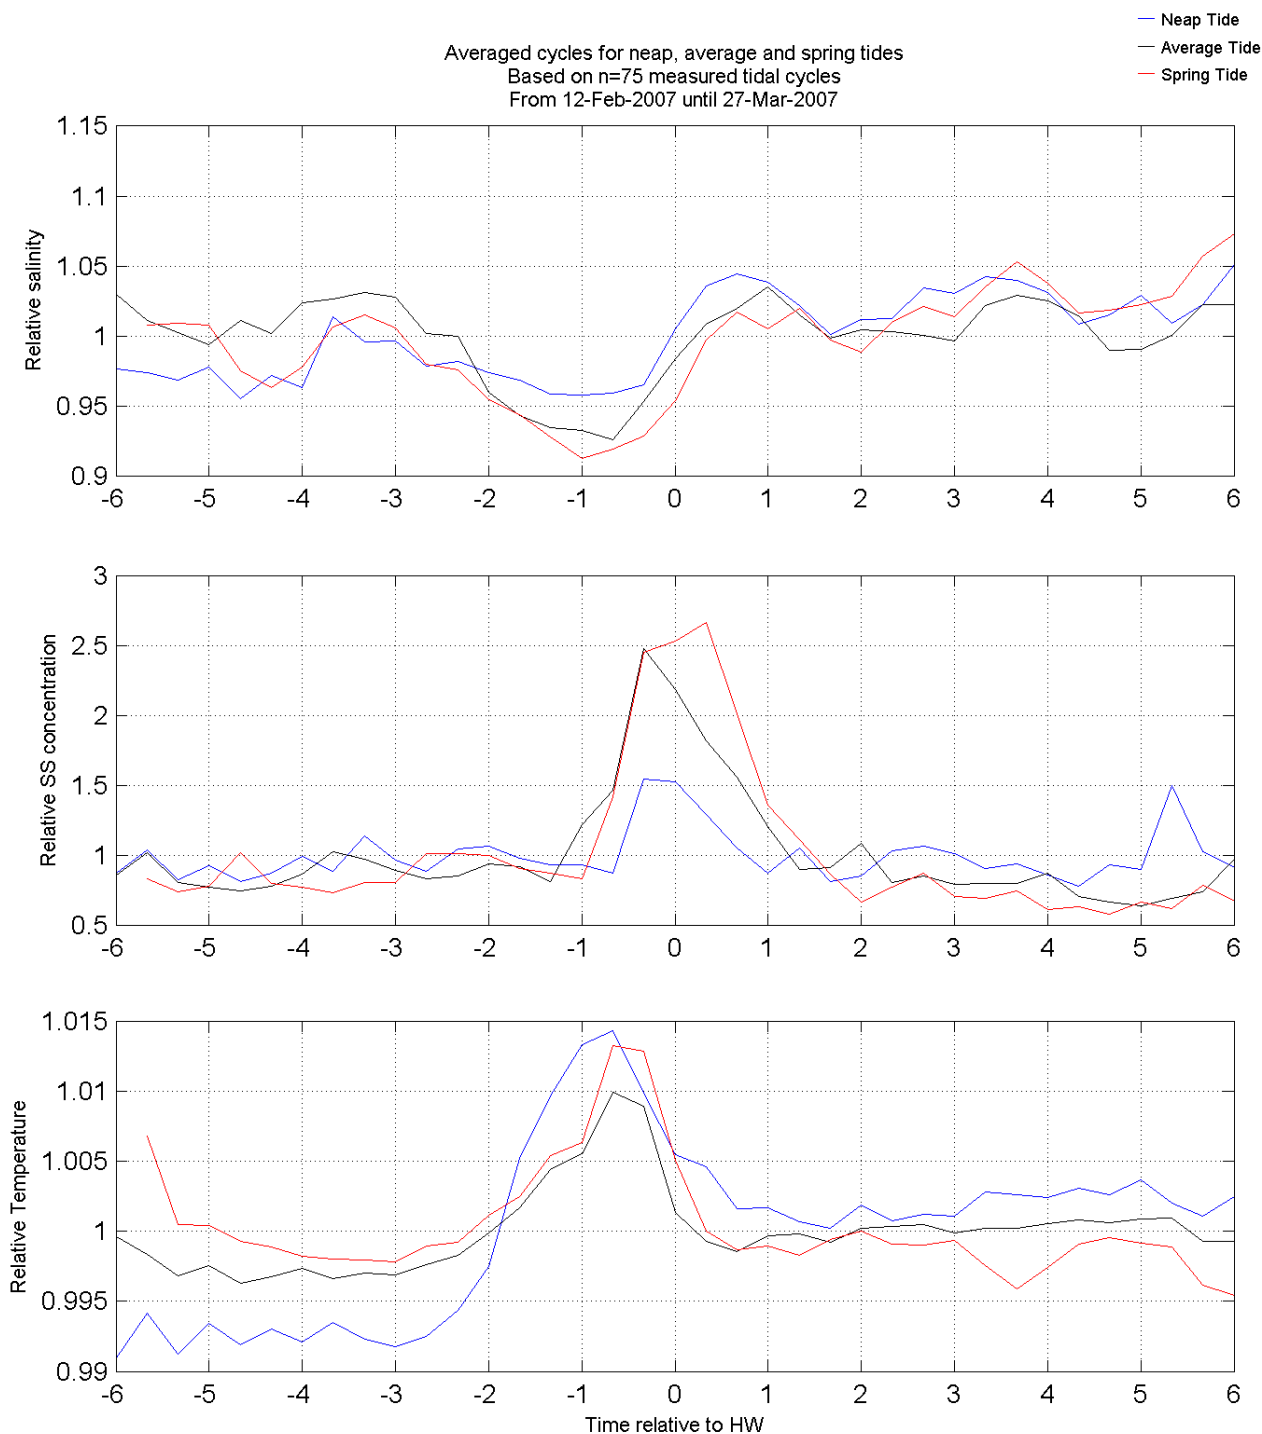 Neap Tide
Average Tide
Spring Tide
Averaged cycles for neap, average and spring tides
Based on n=75 measured tidal cycles
From 12-Feb-2007 until 27-Mar-2007
1.15
1.1
1.05
1
0.95
0.9
Relative salinity
-6 -5 -4 -3 -2 -1 0 1 2 3 4 5 6
3
2.5
2
1.5
1
0.5
Relative SS concentration
-6 -5 -4 -3 -2 -1 0 1 2 3 4 5 6
1.015
1.01
1.005
1
0.995
0.99
Relative Temperature
-6 -5 -4 -3 -2 -1 0 1 2 3 4 5 6
Time relative to HW